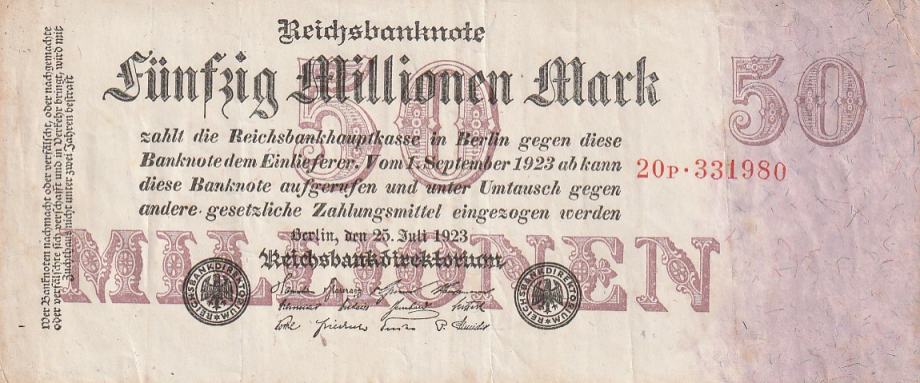 Reichsbanknote
Fünfzig Millionen Mark
50
50
zahlt die Reichsbankhauptkasse in Berlin gegen diese
Banknote dem Einlieferer. Vom 1. September 1923 ab kann
diese Banknote aufgerufen und unter Umtausch gegen
andere gesetzliche Zahlungsmittel eingezogen werden
20P·331980
Berlin, den 25. Juli 1923
Reichsbankdirektorium
MILLIONEN
REICHSBANKDIREKTORIUM
REICHSBANKDIREKTORIUM
Wer Banknoten nachmacht oder verfälscht, oder nachgemachte
oder verfälschte sich verschafft und in Verkehr bringt, wird mit
Zuchthaus nicht unter zwei Jahren bestraft